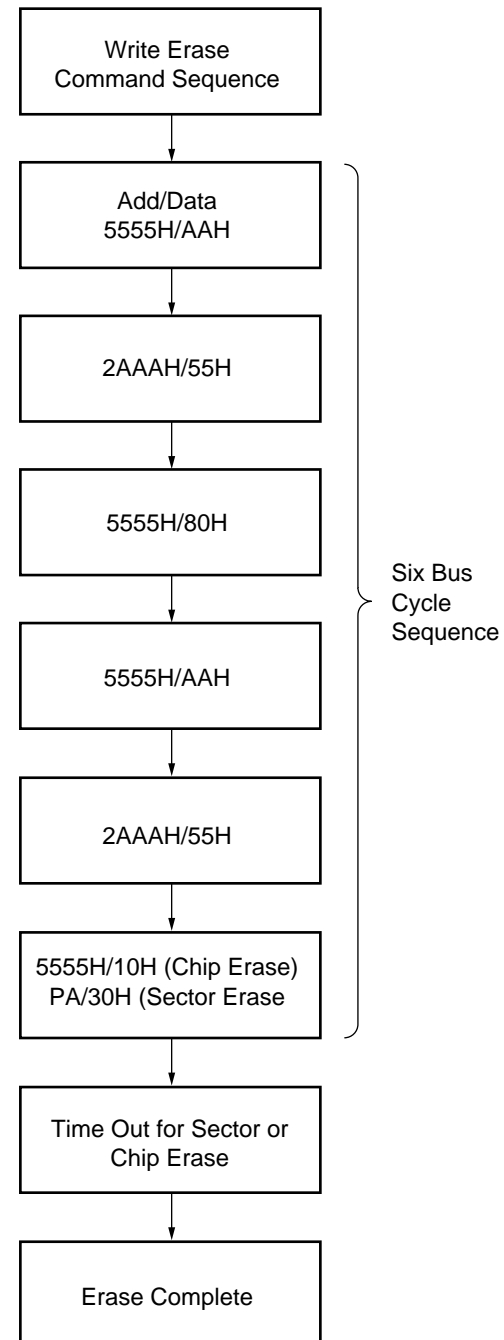 Write Erase
Command Sequence
Add/Data
5555H/AAH
2AAAH/55H
5555H/80H
5555H/AAH
2AAAH/55H
5555H/10H (Chip Erase)
PA/30H (Sector Erase
Six Bus
Cycle
Sequence
Time Out for Sector or
Chip Erase
Erase Complete